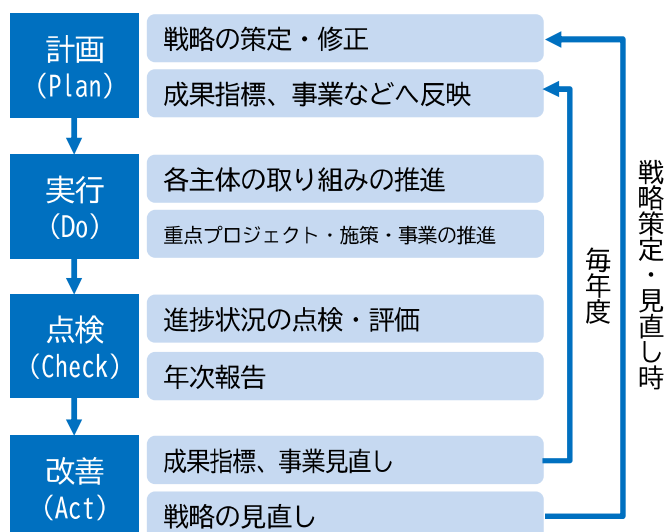 計画
(Plan)
戦略の策定・修正
成果指標、事業などへ反映
実行
(Do)
各主体の取り組みの推進
重点プロジェクト・施策・事業の推進
点検
(Check)
進捗状況の点検・評価
年次報告
改善
(Act)
成果指標、事業見直し
戦略の見直し
毎年度
戦略策定・見直し時